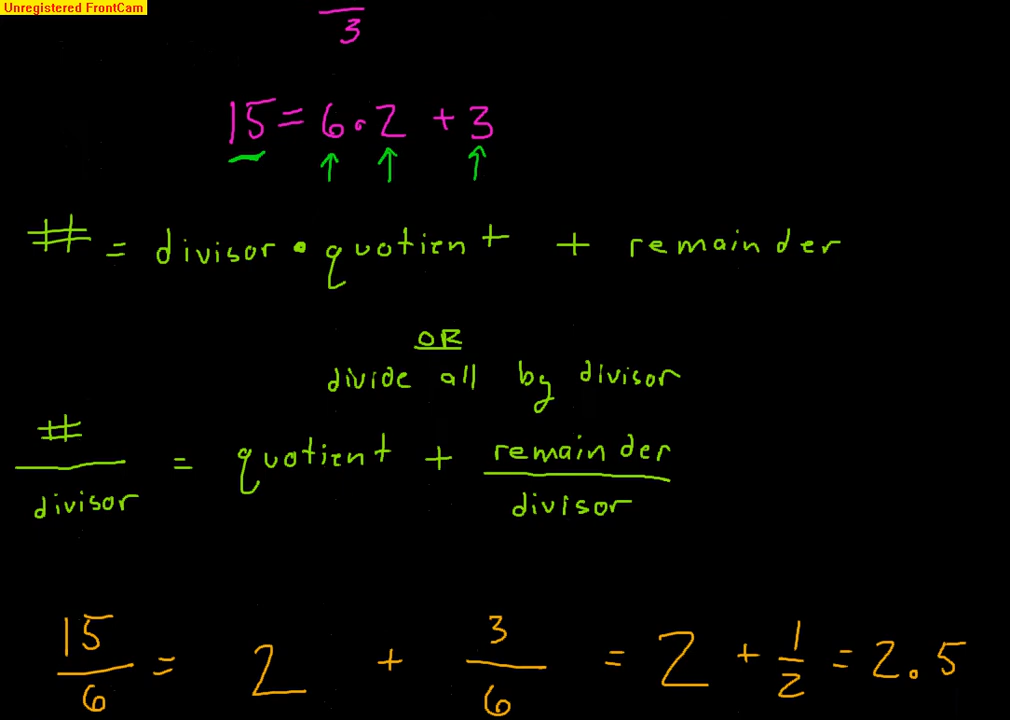 Unregistered FrontCam
3
15 = 6 · 2 + 3
# = divisor · quotient + remainder
OR
divide all by divisor
#/divisor = quotient + remainder/divisor
15/6 = 2 + 3/6 = 2 + 1/2 = 2.5